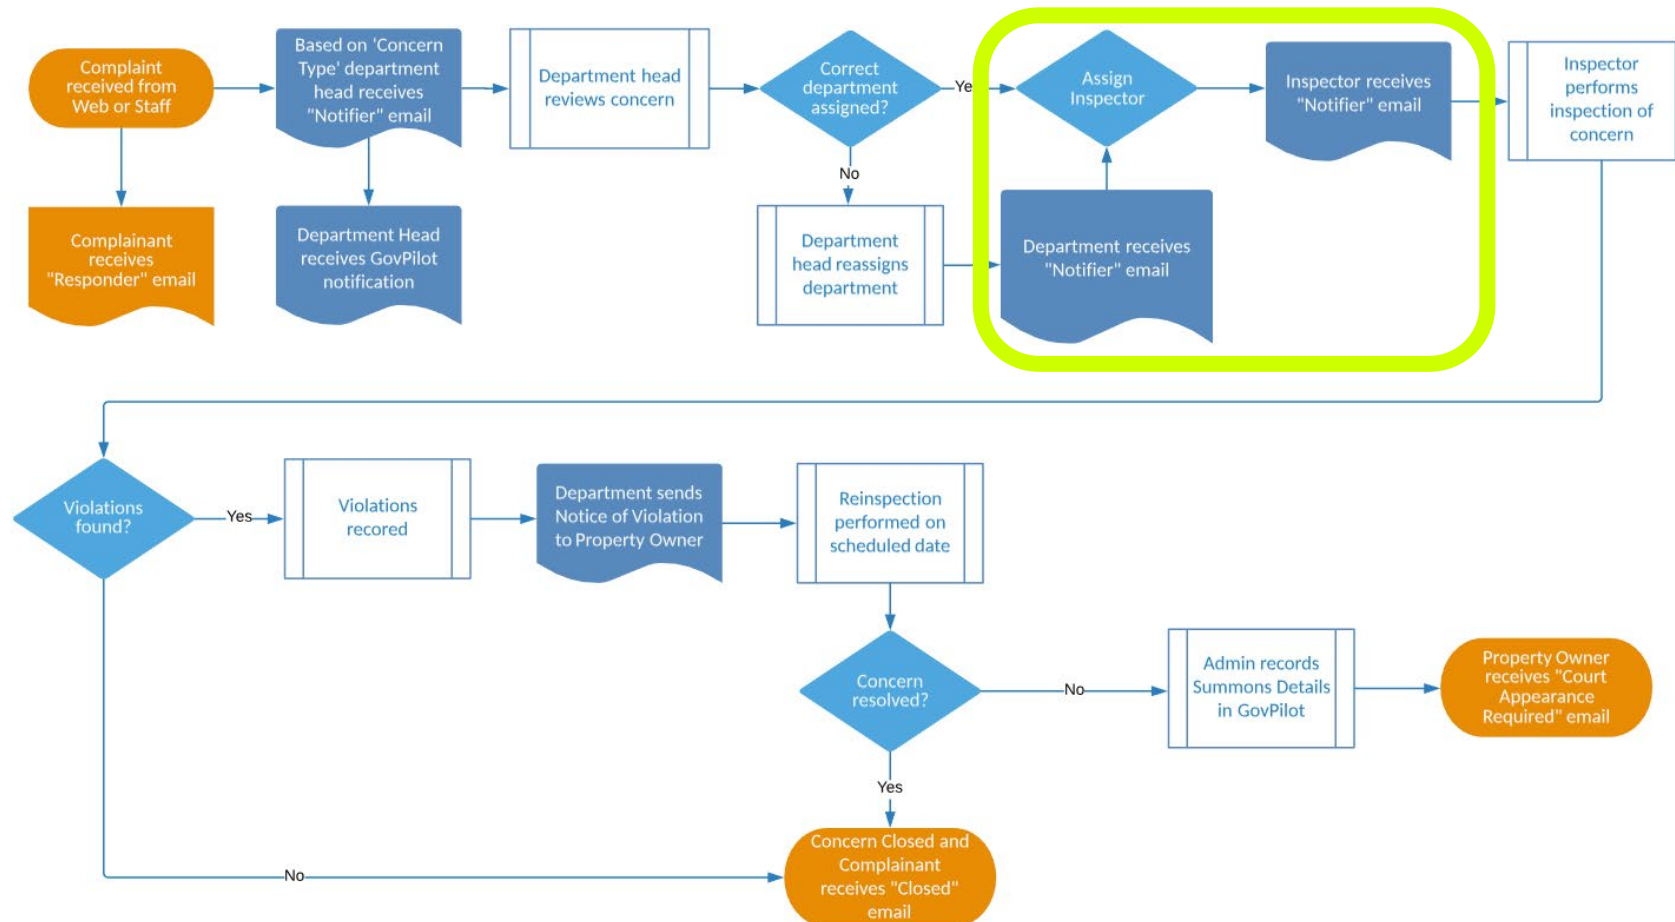 Complaint
received from
Web or Staff
Based on 'Concern
Type' department
head receives
"Notifier" email
Department head
reviews concern
Correct
department
assigned?
Ye
Assign
Inspector
Inspector receives
"Notifier" email
Inspector
performs
inspection of
concern
No
Complainant
receives
"Responder" email
Department Head
receives GovPilot
notification
Department
head reassigns
department
Department receives
"Notifier" email
Violations
found?
Yes
Violations
recored
Department sends
Notice of Violation
to Property Owner
Reinspection
performed on
scheduled date
Concern
resolved?
No
Admin records
Summons Details
in GovPilot
Property Owner
receives "Court
Appearance
Required" email
Yes
No
Concern Closed and
Complainant
receives "Closed"
email